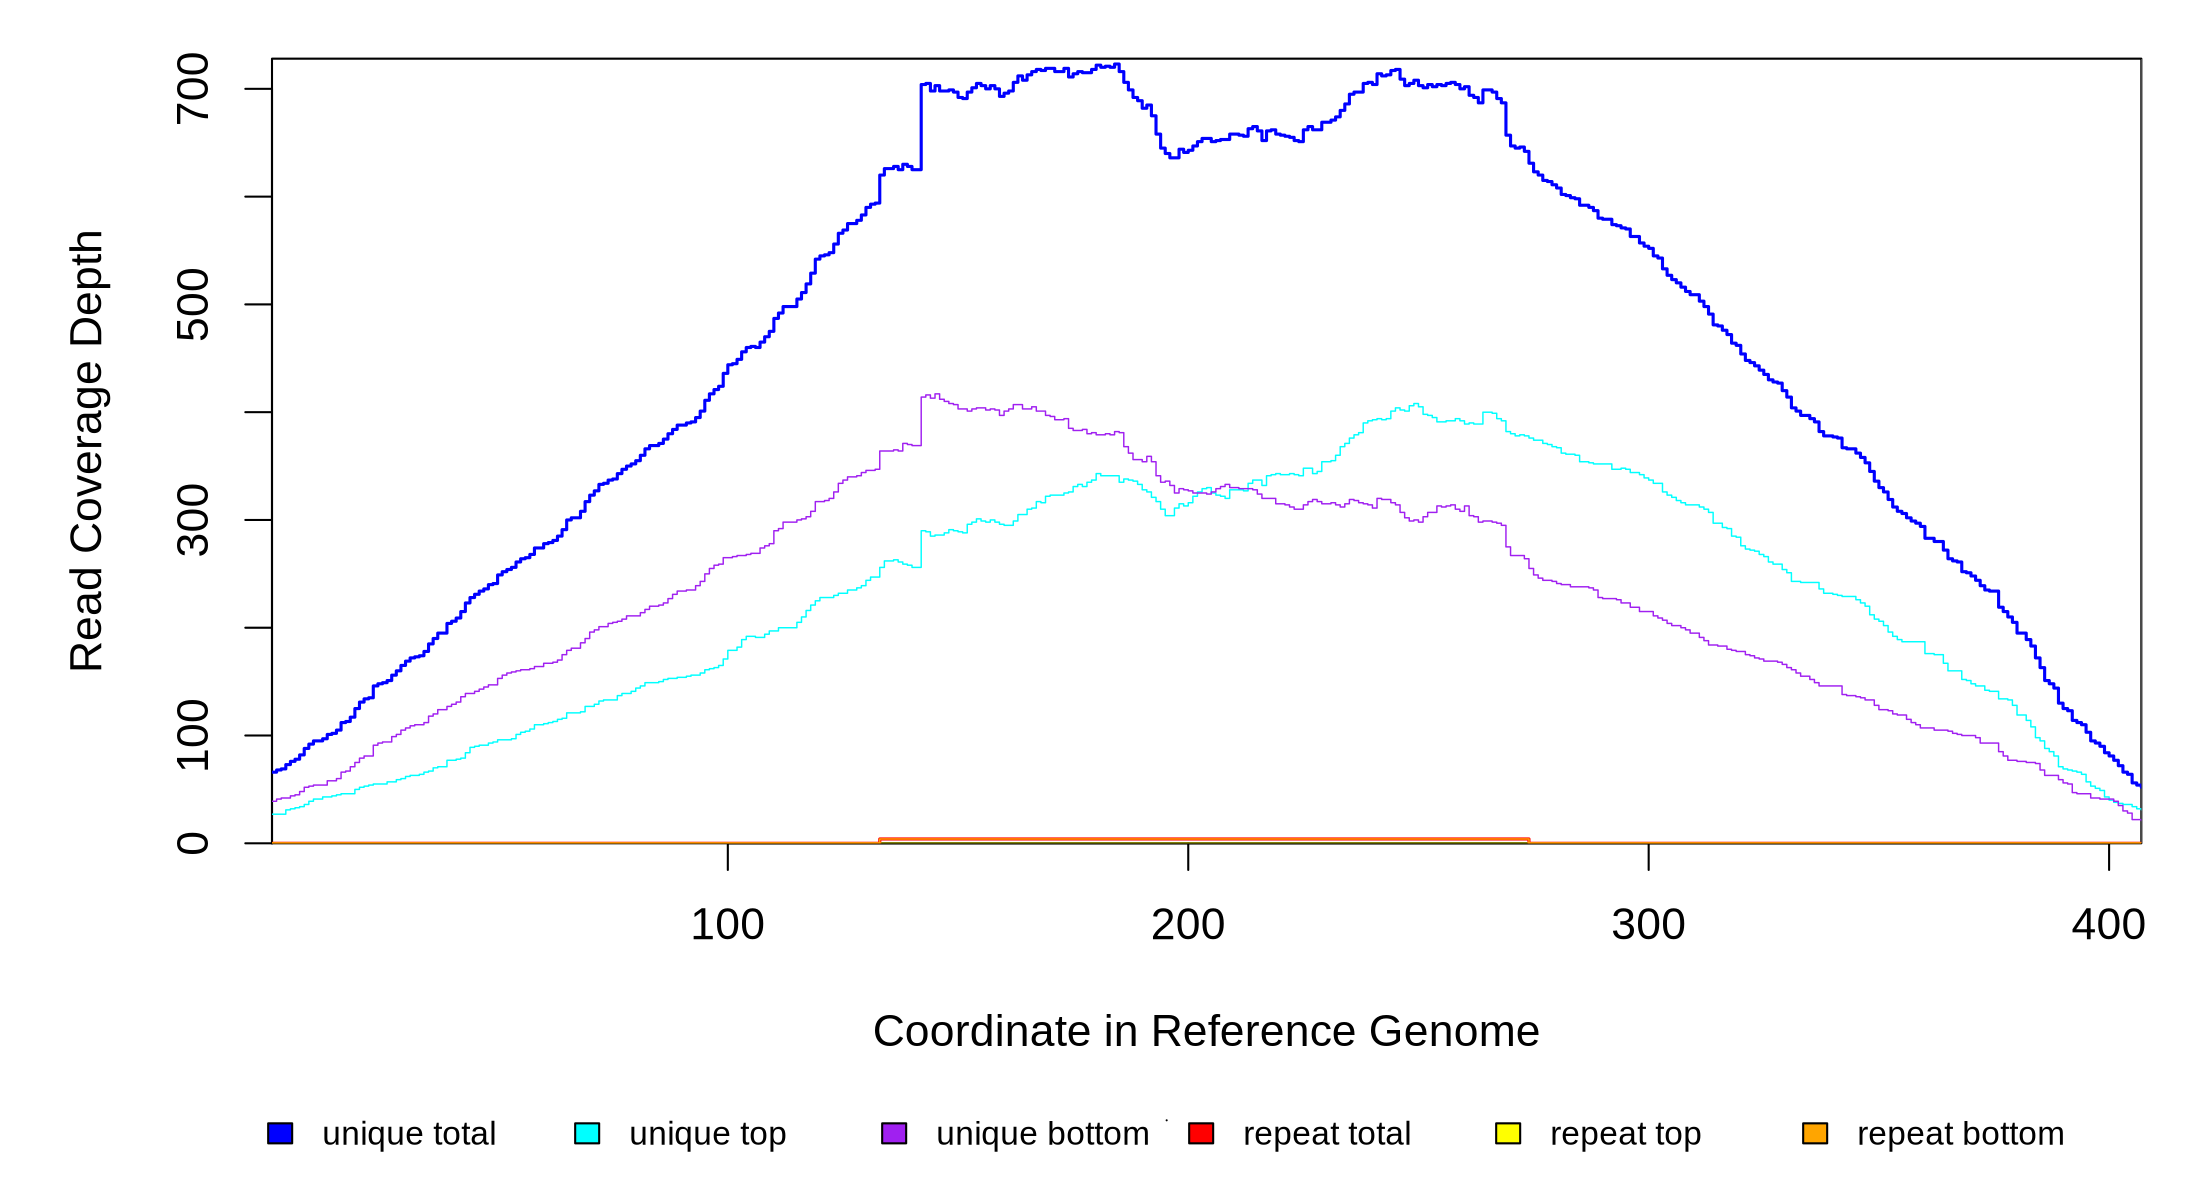 Read Coverage Depth
700
500
300
100
0
100 200 300 400
Coordinate in Reference Genome
unique total unique top unique bottom repeat total repeat top repeat bottom